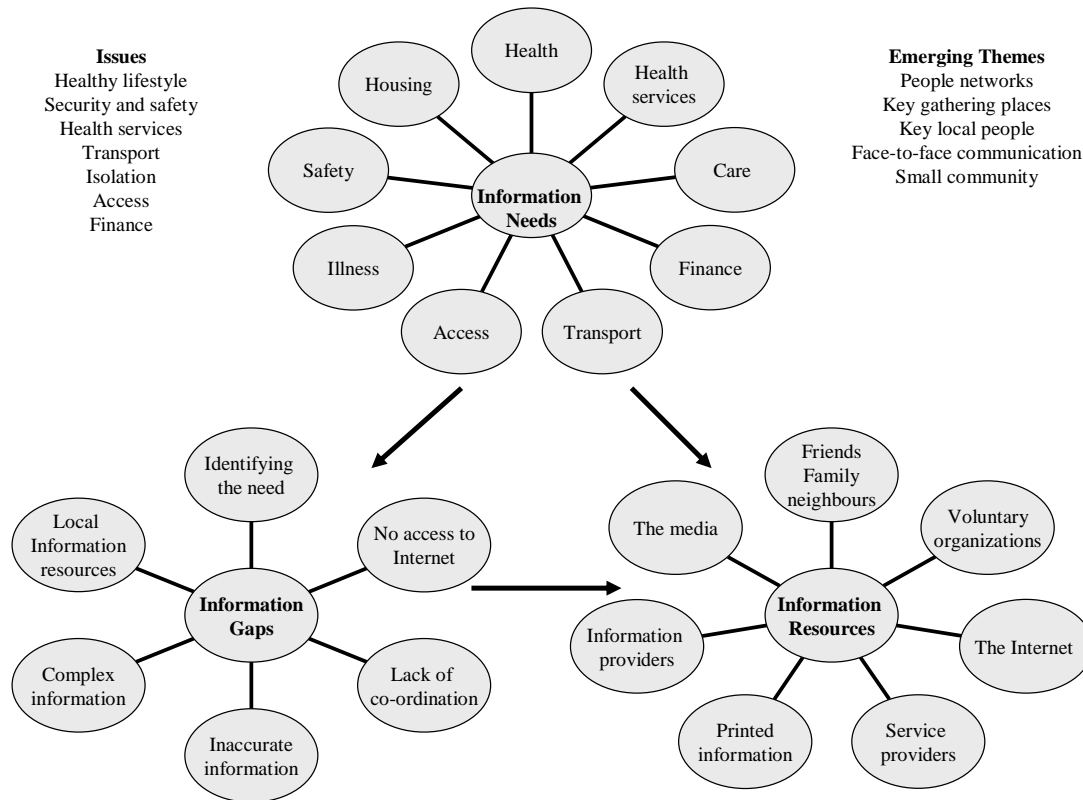 Issues
Healthy lifestyle
Security and safety
Health services
Transport
Isolation
Access
Finance
Emerging Themes
People networks
Key gathering places
Key local people
Face-to-face communication
Small community
Health
Housing
Health
services
Safety
Care
Information
Needs
Illness
Finance
Access
Transport
Identifying
the need
Local
Information
resources
No access to
Internet
Information
Gaps
Complex
information
Lack of
co-ordination
Inaccurate
information
Friends
Family
neighbours
The media
Voluntary
organizations
Information
Resources
Information
providers
The Internet
Printed
information
Service
providers